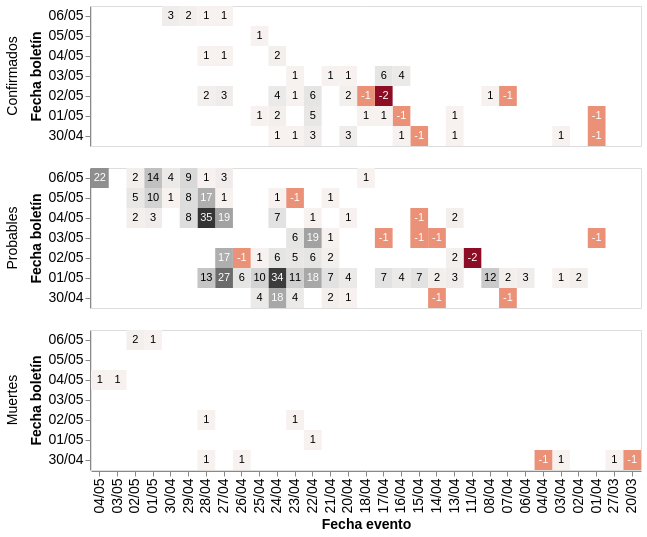 Confirmados
Fecha boletín
06/05 3 2 1 1
05/05 1
04/05 1 1 2
03/05 1 1 1 6 4
02/05 2 3 4 1 6 2 -1 -2 1 -1
01/05 1 2 5 1 1 -1 1 -1
30/04 1 1 3 3 1 -1 1 1 -1
Probables
Fecha boletín
06/05 22 2 14 4 9 1 3 1
05/05 5 10 1 8 17 1 1 -1 1
04/05 2 3 8 35 19 7 1 1 -1 2
03/05 6 19 1 -1 -1 -1 -1
02/05 17 -1 1 6 5 6 2 2 -2
01/05 13 27 6 10 34 11 18 7 4 7 4 7 2 3 12 2 3 1 2
30/04 4 18 4 2 1 -1 -1
Muertes
Fecha boletín
06/05 2 1
05/05
04/05 1 1
03/05
02/05 1 1
01/05 1
30/04 1 1 -1 1 1 -1
04/05 03/05 02/05 01/05 30/04 29/04 28/04 27/04 26/04 25/04 24/04 23/04 22/04 21/04 20/04 18/04 17/04 16/04 15/04 14/04 13/04 11/04 08/04 07/04 06/04 04/04 03/04 02/04 01/04 27/03 20/03
Fecha evento